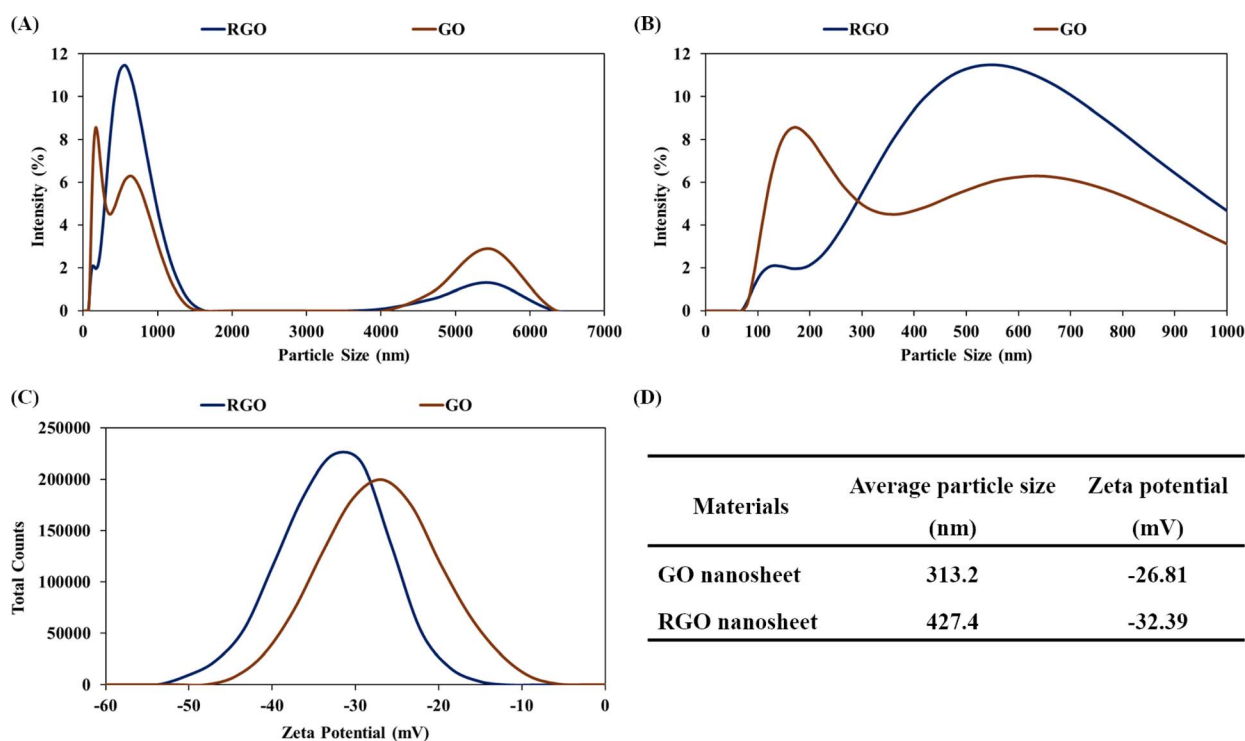 (A)
RGO GO
12
10
8
6
4
2
0
0 1000 2000 3000 4000 5000 6000 7000
Intensity (%)
Particle Size (nm)
(B)
RGO GO
12
10
8
6
4
2
0
0 100 200 300 400 500 600 700 800 900 1000
Intensity (%)
Particle Size (nm)
(C)
RGO GO
250000
200000
150000
100000
50000
0
-60 -50 -40 -30 -20 -10 0
Total Counts
Zeta Potential (mV)
(D)
Materials Average particle size (nm) Zeta potential (mV)
GO nanosheet 313.2 -26.81
RGO nanosheet 427.4 -32.39